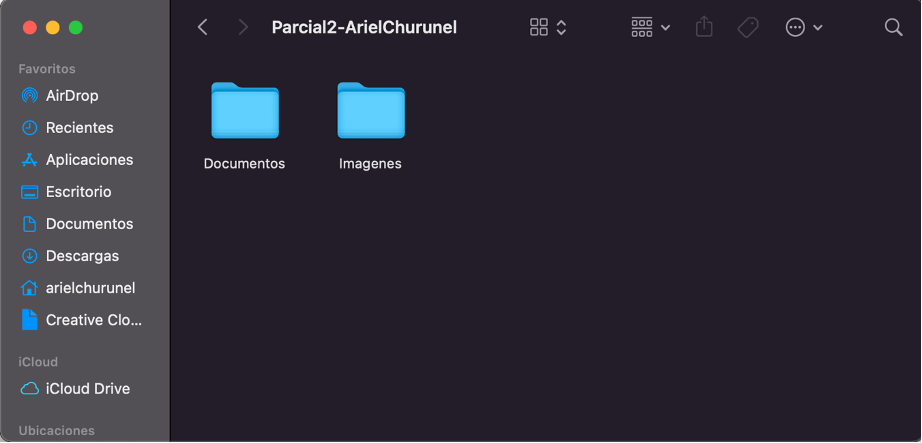 Parcial2-ArielChurunel
Favoritos
AirDrop
Recientes
Aplicaciones
Escritorio
Documentos
Descargas
arielchurunel
Creative Clo...
iCloud
iCloud Drive
Ubicaciones
Documentos
Imagenes